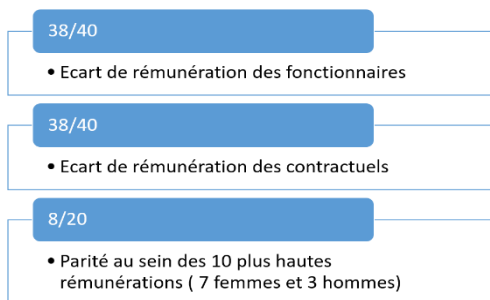 38/40
• Ecart de rémunération des fonctionnaires
38/40
• Ecart de rémunération des contractuels
8/20
• Parité au sein des 10 plus hautes
rémunérations ( 7 femmes et 3 hommes)